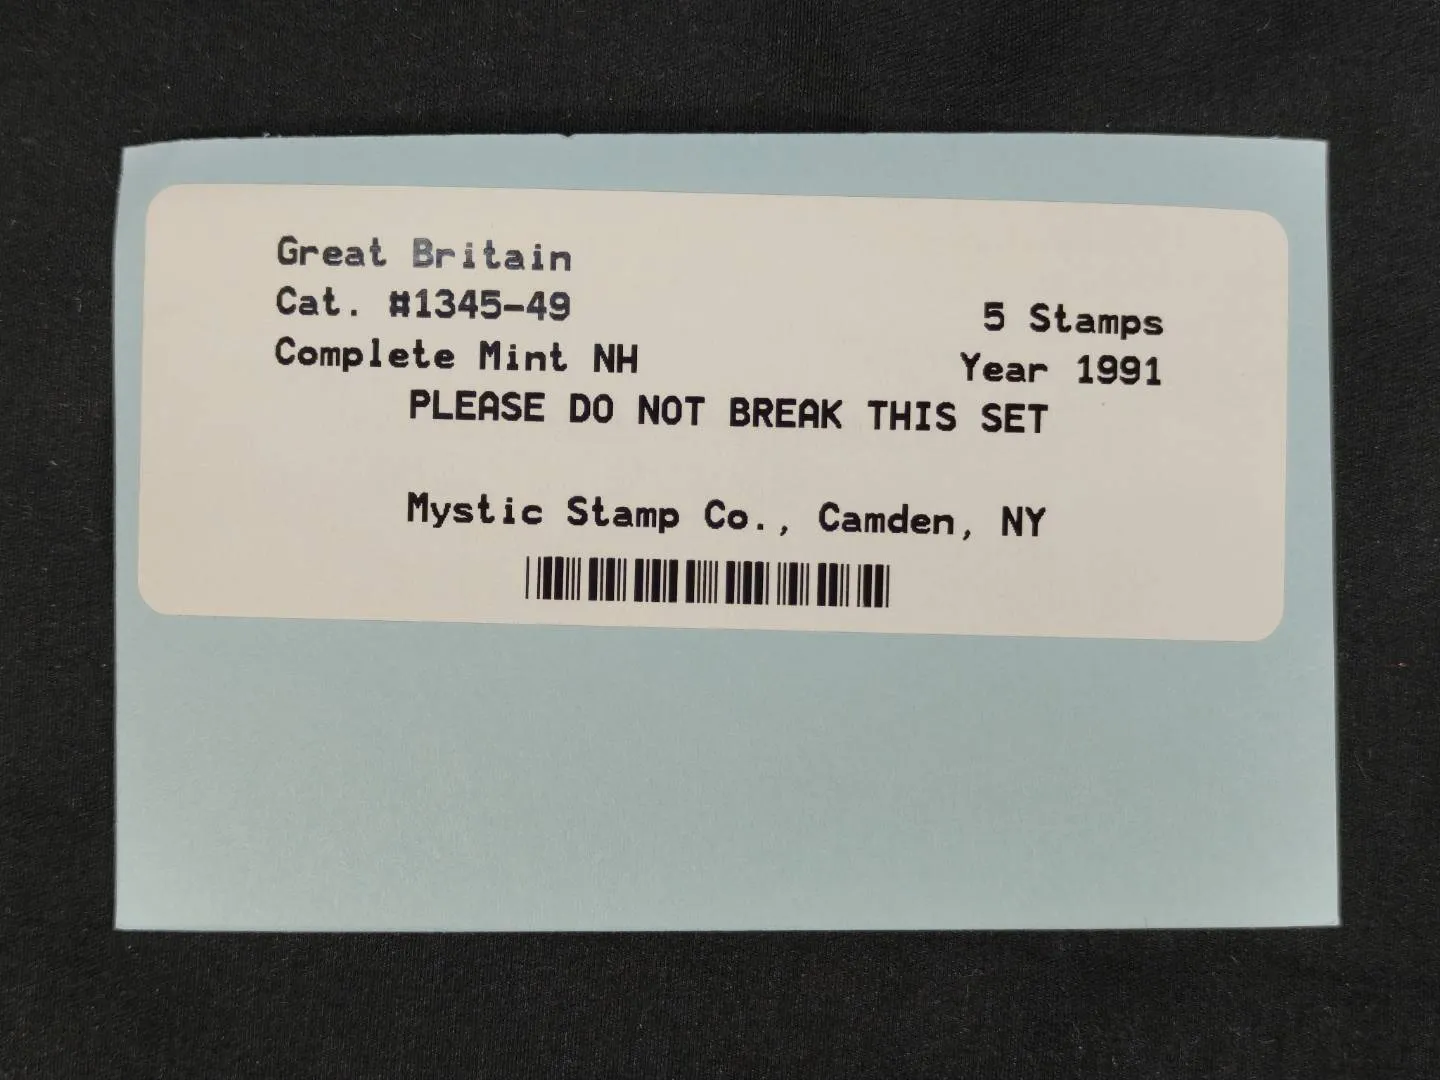 Great Britain
Cat. #1345-49
5 Stamps
Complete Mint NH
Year 1991
PLEASE DO NOT BREAK THIS SET
Mystic Stamp Co., Camden, NY